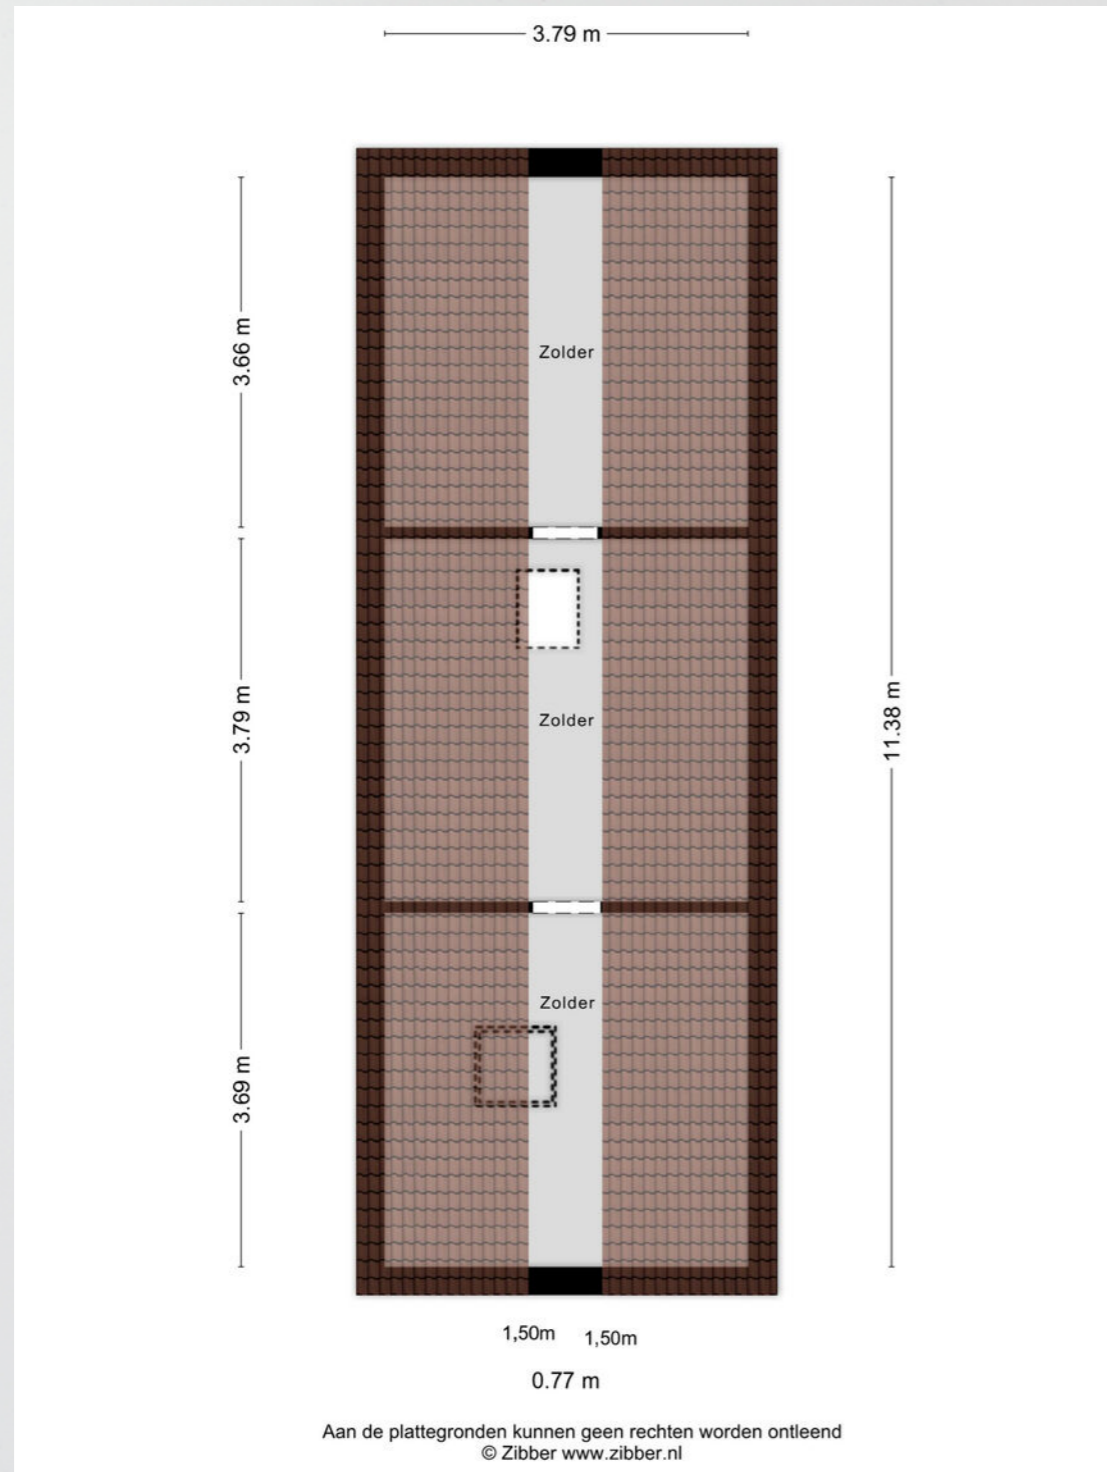 3.79 m
3.66 m
Zolder
3.79 m
Zolder
11.38 m
Zolder
3.69 m
1,50m
1,50m
0.77 m
Aan de plattegronden kunnen geen rechten worden ontleend
© Zibber www.zibber.nl